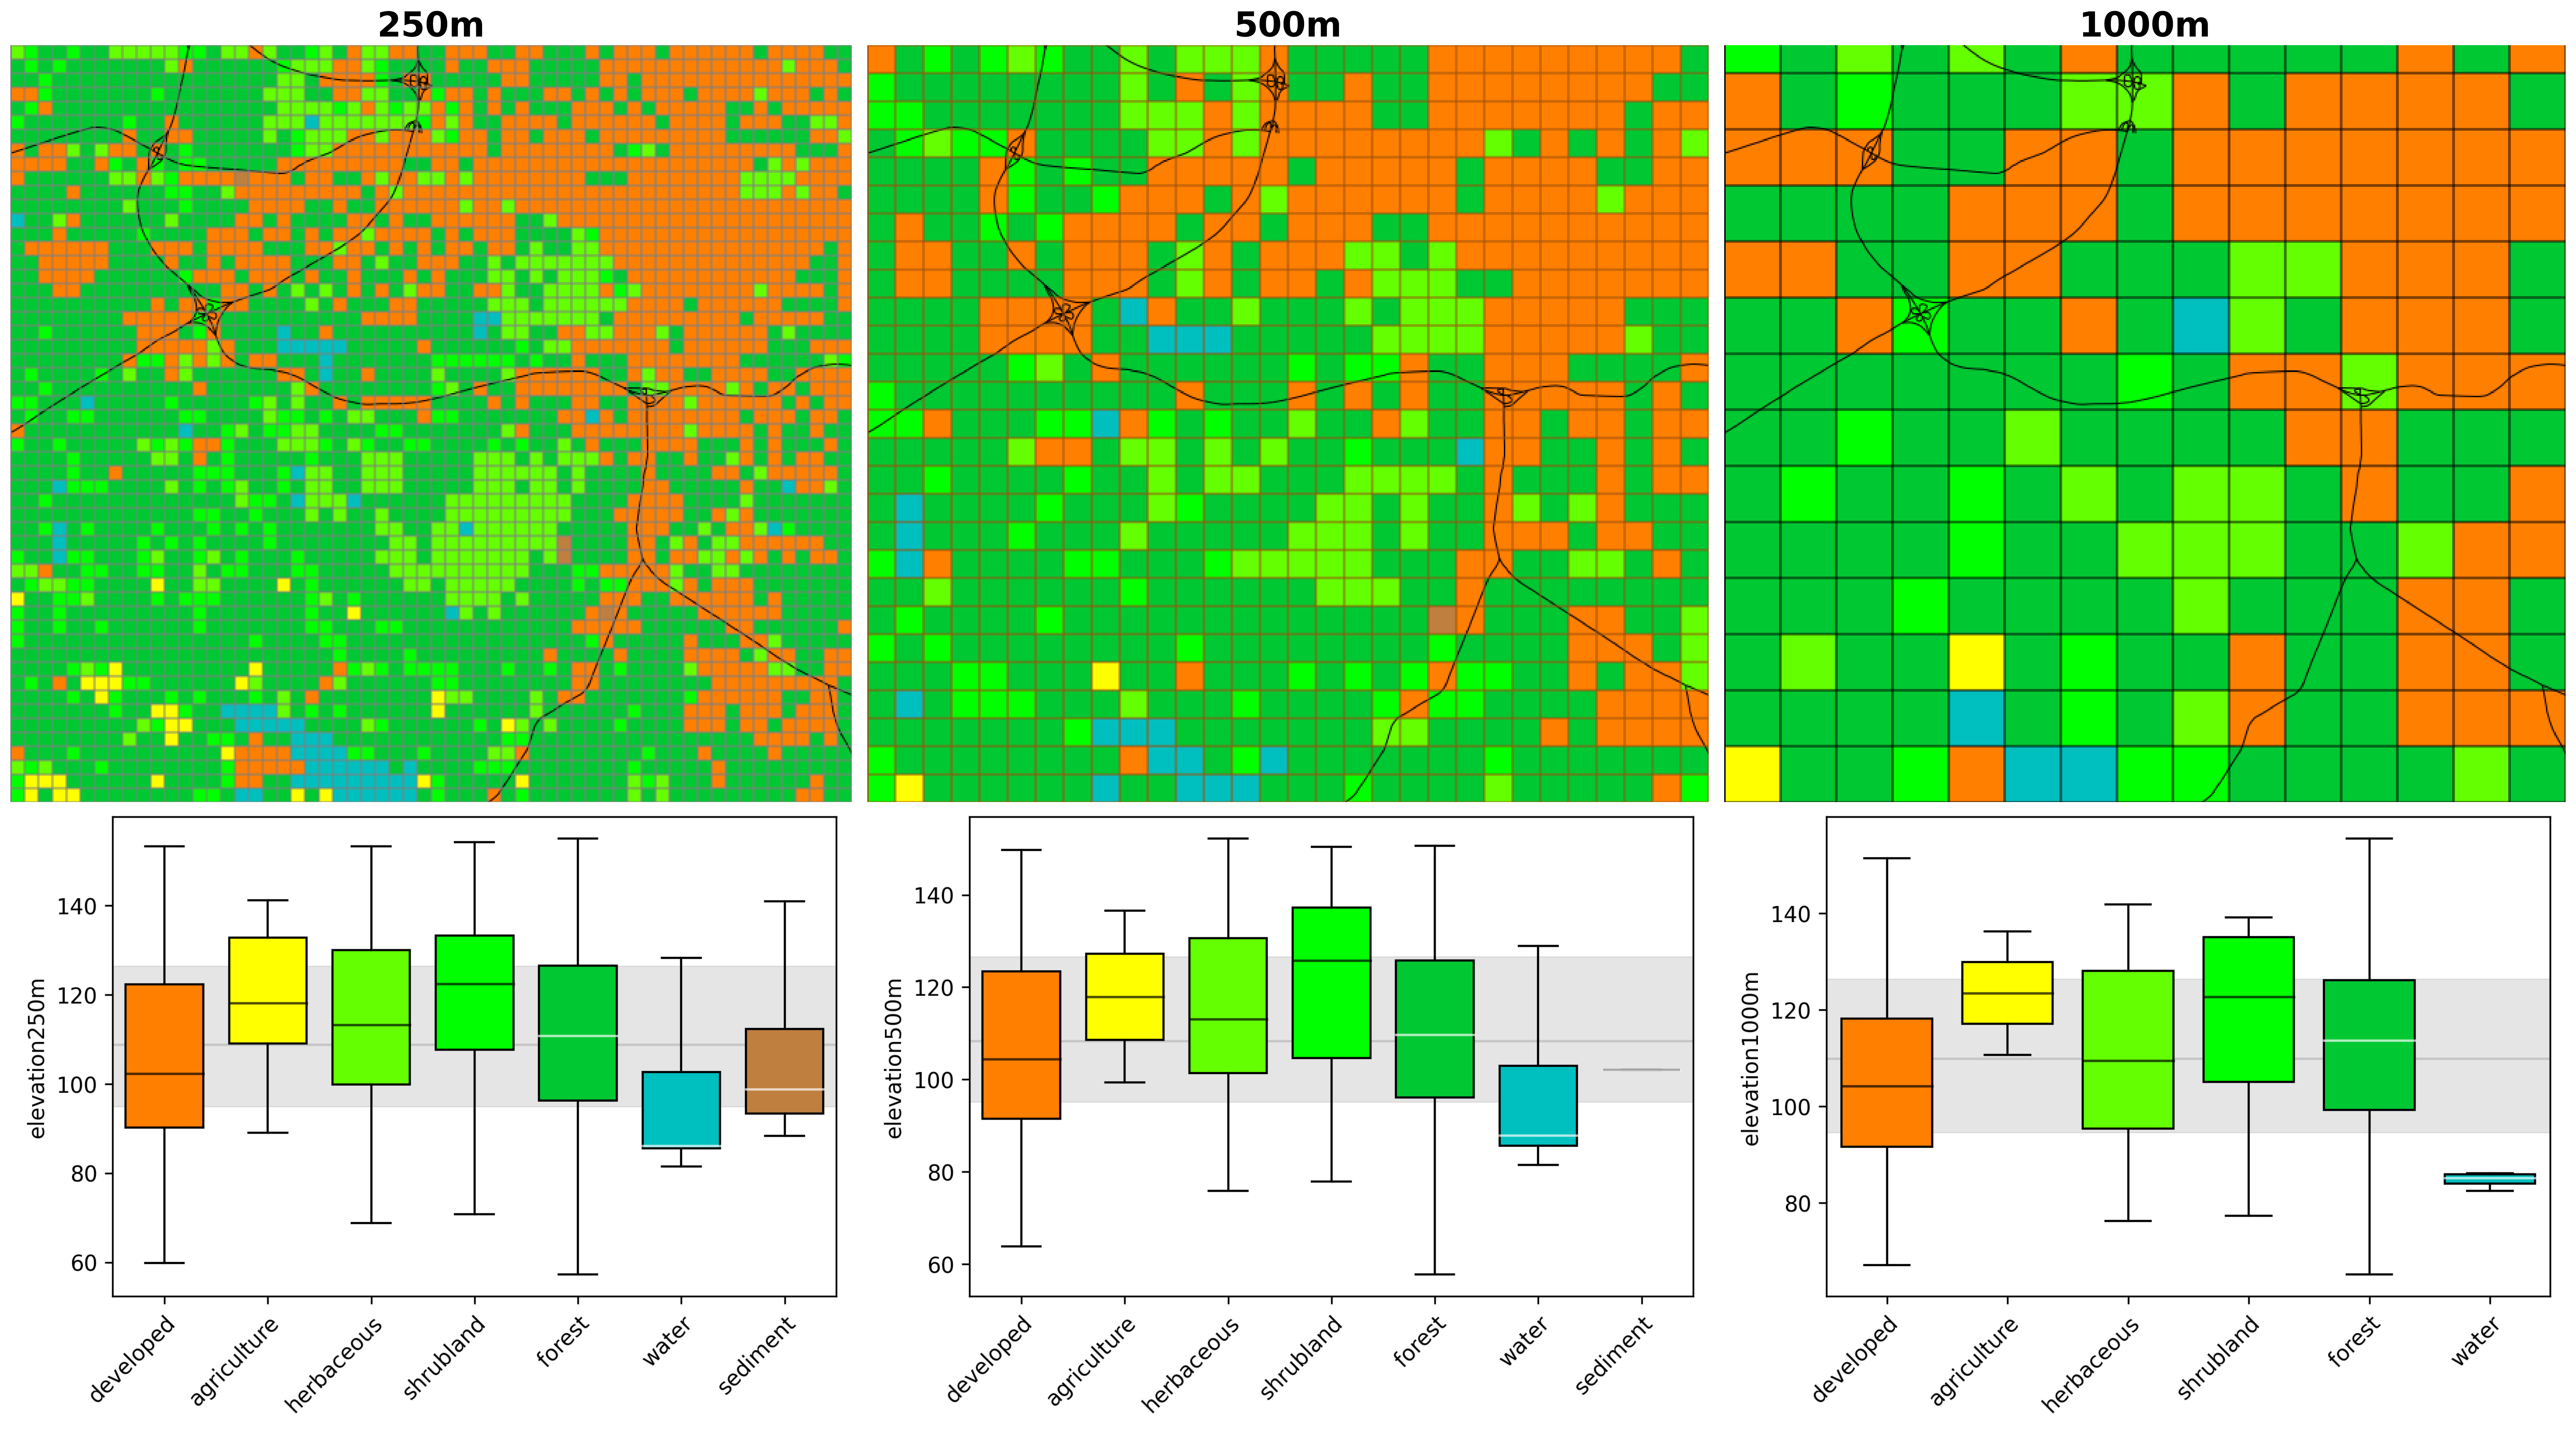 250m
500m
1000m
elevation250m
140
120
100
80
60
developed
agriculture
herbaceous
shrubland
forest
water
sediment
elevation500m
140
120
100
80
60
developed
agriculture
herbaceous
shrubland
forest
water
sediment
elevation1000m
140
120
100
80
developed
agriculture
herbaceous
shrubland
forest
water